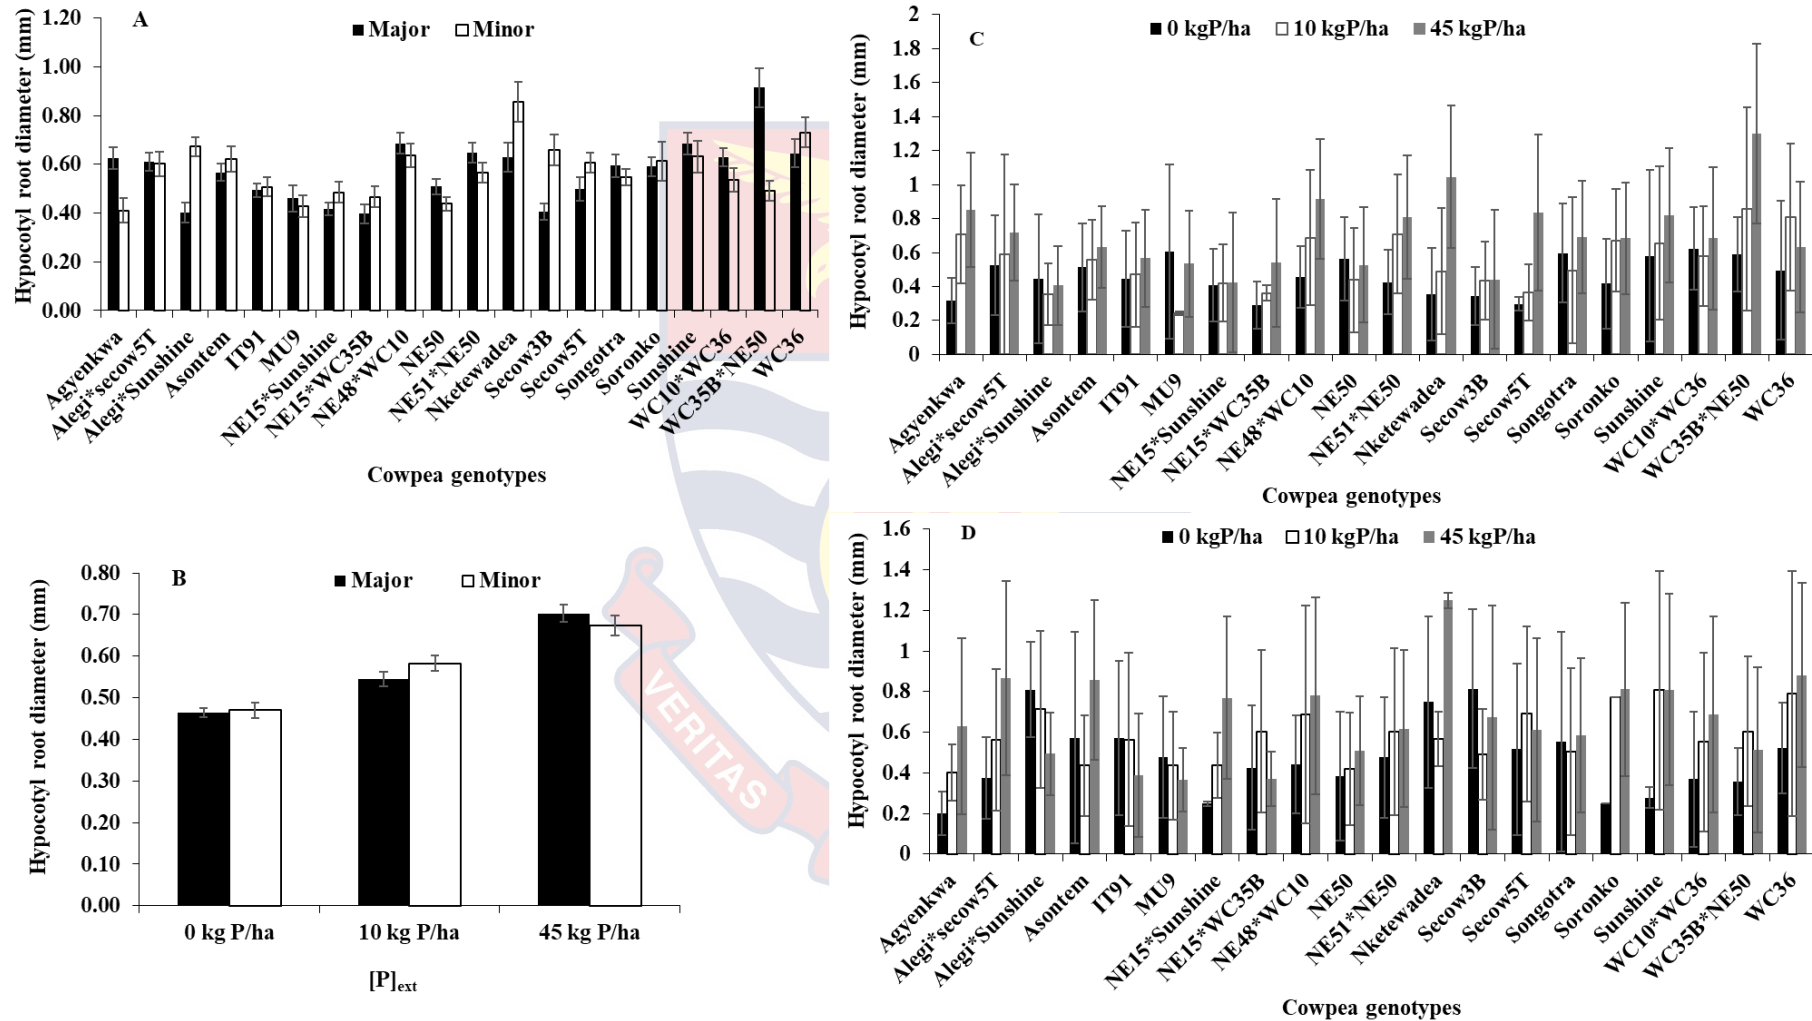 A
Major Minor
Hypocotyl root diameter (mm)
1.20
1.00
0.80
0.60
0.40
0.20
0.00
Agyenkwa
Alegi*secow5T
Alegi*Sunshine
Asontem
IT91
MU9
NE15*Sunshine
NE15*WC35B
NE48*WC10
NE50
NE51*NE50
Nketewadea
Secow3B
Secow5T
Songotra
Soronko
Sunshine
WC10*WC36
WC35B*NE50
WC36
Cowpea genotypes
B
Major Minor
Hypocotyl root diameter (mm)
0.80
0.70
0.60
0.50
0.40
0.30
0.20
0.10
0.00
0 kg P/ha 10 kg P/ha 45 kg P/ha
[P]ext
VERITAS
C
0 kgP/ha 10 kgP/ha 45 kgP/ha
Hypocotyl root diameter (mm)
2
1.8
1.6
1.4
1.2
1
0.8
0.6
0.4
0.2
0
Agyenkwa
Alegi*secow5T
Alegi*Sunshine
Asontem
IT91
MU9
NE15*Sunshine
NE15*WC35B
NE48*WC10
NE50
NE51*NE50
Nketewadea
Secow3B
Secow5T
Songotra
Soronko
Sunshine
WC10*WC36
WC35B*NE50
WC36
Cowpea genotypes
D
0 kgP/ha 10 kgP/ha 45 kgP/ha
Hypocotyl root diameter (mm)
1.6
1.4
1.2
1
0.8
0.6
0.4
0.2
0
Agyenkwa
Alegi*secow5T
Alegi*Sunshine
Asontem
IT91
MU9
NE15*Sunshine
NE15*WC35B
NE48*WC10
NE50
NE51*NE50
Nketewadea
Secow3B
Secow5T
Songotra
Soronko
Sunshine
WC10*WC36
WC35B*NE50
WC36
Cowpea genotypes